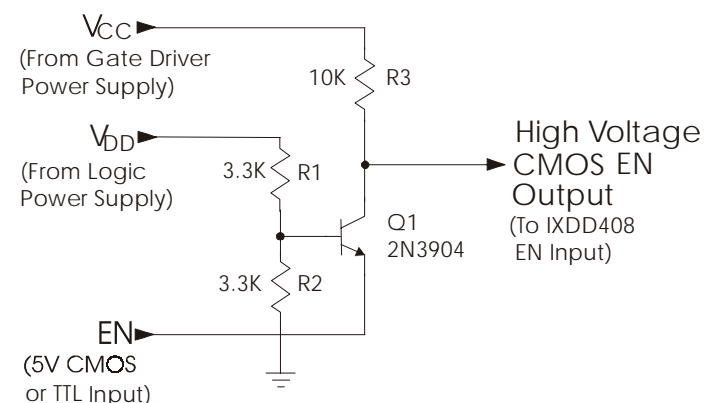 VCC
(From Gate Driver
Power Supply)
10K R3
VDD
(From Logic
Power Supply)
3.3K R1
High Voltage
CMOS EN
Output
(To IXDD408
EN Input)
Q1
2N3904
3.3K R2
EN
(5V CMOS
or TTL Input)